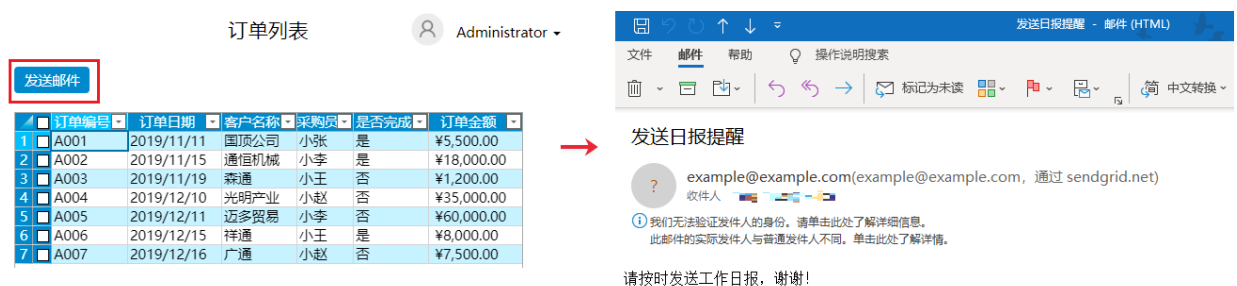 订单列表
Administrator
发送邮件
订单编号 订单日期 客户名称 采购员 是否完成 订单金额
1 A001 2019/11/11 国顶公司 小张 是 ¥5,500.00
2 A002 2019/11/15 通恒机械 小李 是 ¥18,000.00
3 A003 2019/11/19 森通 小王 否 ¥1,200.00
4 A004 2019/12/10 光明产业 小赵 否 ¥35,000.00
5 A005 2019/12/11 迈多贸易 小李 否 ¥60,000.00
6 A006 2019/12/15 祥通 小王 是 ¥8,000.00
7 A007 2019/12/16 广通 小赵 否 ¥7,500.00
发送日报提醒 - 邮件 (HTML)
文件 邮件 帮助 操作说明搜索
标记为未读 简 中文转换
发送日报提醒
? example@example.com(example@example.com，通过 sendgrid.net)
收件人
我们无法验证发件人的身份。请单击此处了解详细信息。
此邮件的实际发件人与普通发件人不同。单击此处了解详情。
请按时发送工作日报，谢谢！